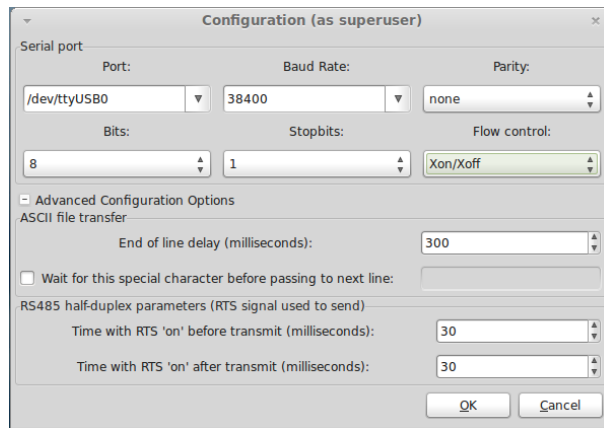 Configuration (as superuser)
Serial port
Port: Baud Rate: Parity:
/dev/ttyUSB0 38400 none
Bits: Stopbits: Flow control:
8 1 Xon/Xoff
Advanced Configuration Options
ASCII file transfer
End of line delay (milliseconds): 300
Wait for this special character before passing to next line:
RS485 half-duplex parameters (RTS signal used to send)
Time with RTS 'on' before transmit (milliseconds): 30
Time with RTS 'on' after transmit (milliseconds): 30
OK Cancel